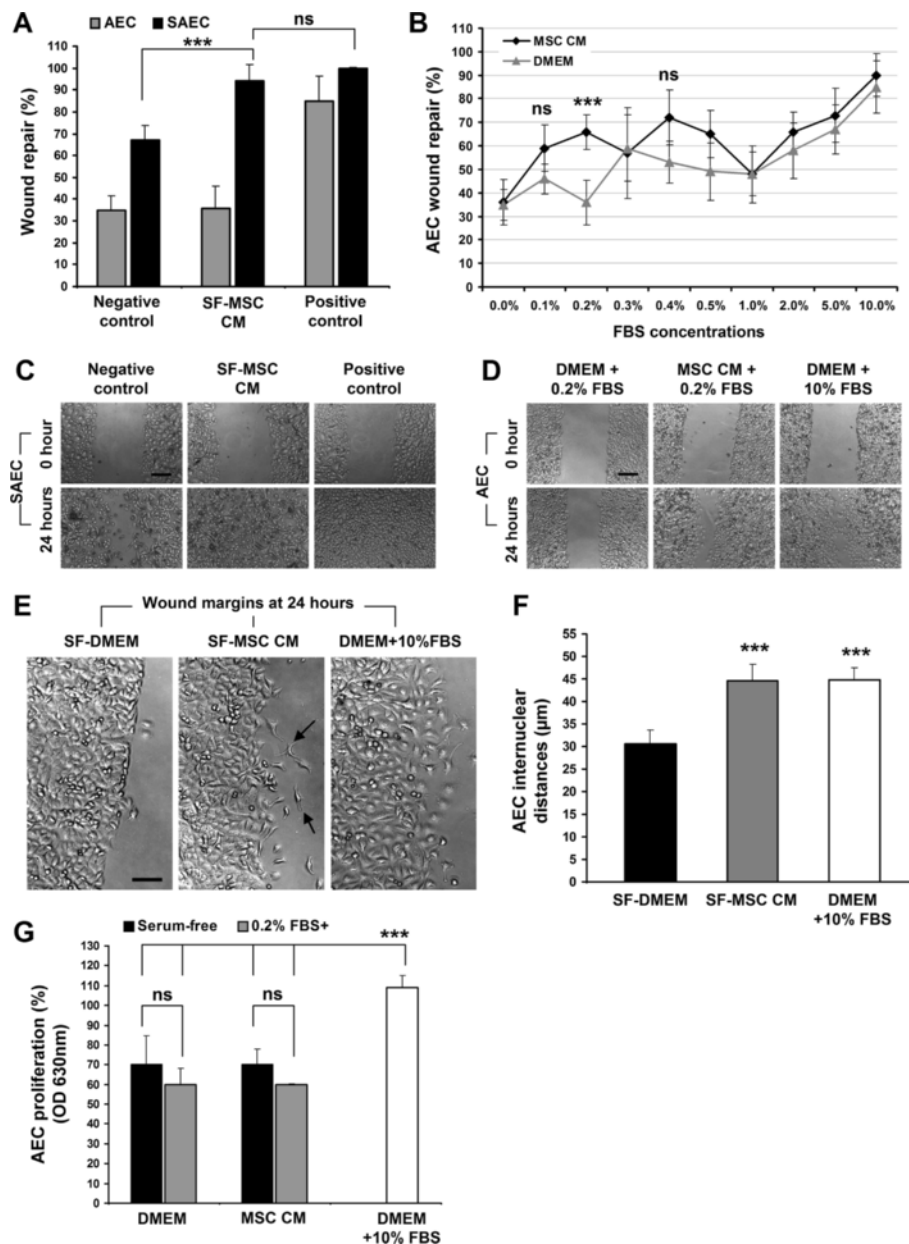 A
AEC SAEC
ns
***
Wound repair (%)
110
100
90
80
70
60
50
40
30
20
10
0
Negative control
SF-MSC CM
Positive control
B
MSC CM
DMEM
AEC wound repair (%)
110
100
90
80
70
60
50
40
30
20
10
0
ns
***
ns
0.0% 0.1% 0.2% 0.3% 0.4% 0.5% 1.0% 2.0% 5.0% 10.0%
FBS concentrations
C
Negative control
SF-MSC CM
Positive control
SAEC
0 hour
24 hours
D
DMEM + 0.2% FBS
MSC CM + 0.2% FBS
DMEM + 10% FBS
AEC
0 hour
24 hours
E
Wound margins at 24 hours
SF-DMEM SF-MSC CM DMEM+10%FBS
F
AEC internuclear distances (µm)
55
50
45
40
35
30
25
20
15
10
5
0
***
***
SF-DMEM SF-MSC CM DMEM +10% FBS
G
Serum-free 0.2% FBS+
***
AEC proliferation (%) (OD 630nm)
130
120
110
100
90
80
70
60
50
40
30
20
10
0
ns
ns
DMEM MSC CM DMEM +10% FBS